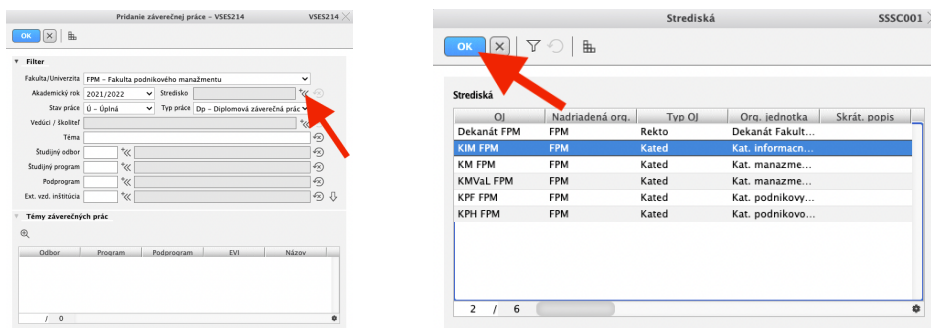 Pridanie záverečnej práce – VSES214 VSES214
OK
Filter
Fakulta/Univerzita FPM – Fakulta podnikového manažmentu
Akademický rok 2021/2022 Stredisko
Stav práce Ú – Úplná Typ práce Dp – Diplomová záverečná prác
Vedúci / školiteľ
Téma
Študijný odbor
Študijný program
Podprogram
Ext. vzd. inštitúcia
Témy záverečných prác
Odbor Program Podprogram EVI Názov
/ 0
Strediská SSSC001
OK
Strediská
OJ Nadriadená org. Typ OJ Org. jednotka Skrát. popis
Dekanát FPM FPM Rekto Dekanát Fakult...
KIM FPM FPM Kated Kat. informacn...
KM FPM FPM Kated Kat. manazme...
KMVaL FPM FPM Kated Kat. manazme...
KPF FPM FPM Kated Kat. podnikovy...
KPH FPM FPM Kated Kat. podnikovo...
2 / 6